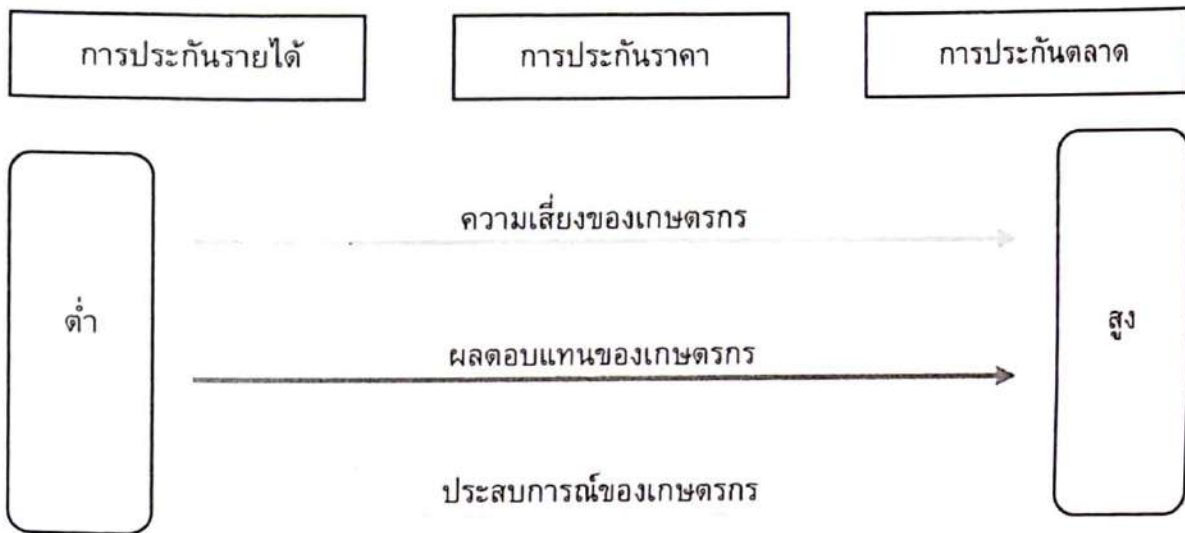 การประกันรายได้
การประกันราคา
การประกันตลาด
ความเสี่ยงของเกษตรกร
ต่ำ
สูง
ผลตอบแทนของเกษตรกร
ประสบการณ์ของเกษตรกร